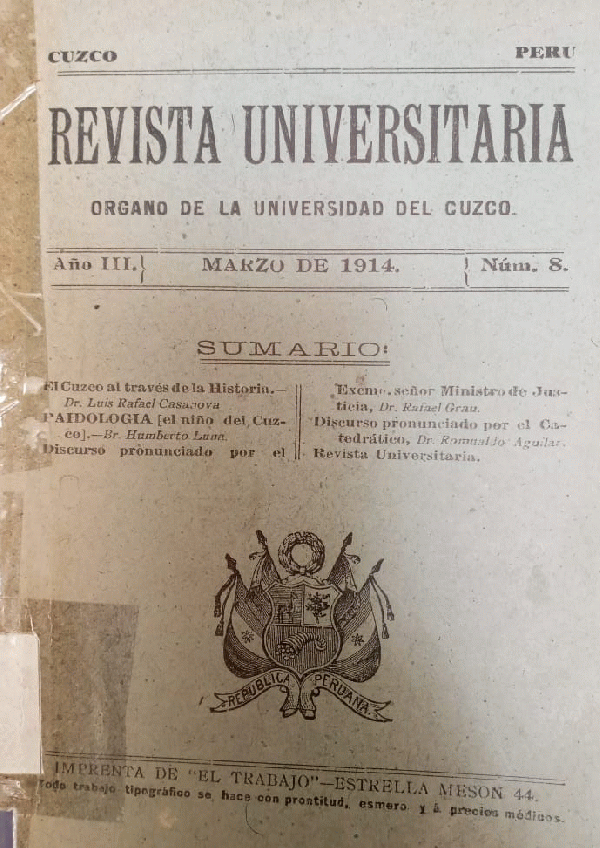 CUZCO PERU
REVISTA UNIVERSITARIA
ORGANO DE LA UNIVERSIDAD DEL CUZCO.
Año III. MARZO DE 1914. Núm. 8.
SUMARIO:
El Cuzco al través de la Historia.—
Dr. Luis Rafael Casanova
PAIDOLOGIA [el niño del Cuz-
co].—Br. Humberto Luna.
Discurso pronunciado por el
Excmo. señor Ministro de Jus-
ticia, Dr. Rafael Grau.
Discurso pronunciado por el Ca-
tedrático, Dr. Romualdo Aguilar.
Revista Universitaria.
REPUBLICA PERUANA.
IMPRENTA DE "EL TRABAJO"—ESTRELLA MESON 44.
Todo trabajo tipográfico se hace con prontitud, esmero y á precios módicos.